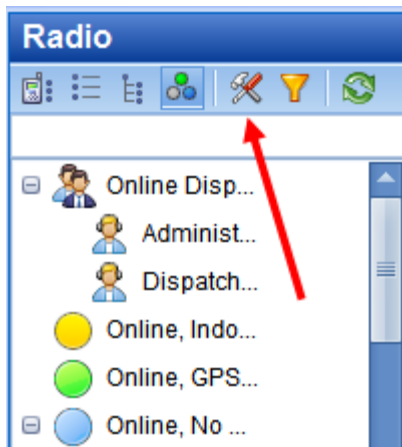 Radio
Online Disp...
Administ...
Dispatch...
Online, Indo...
Online, GPS...
Online, No ...